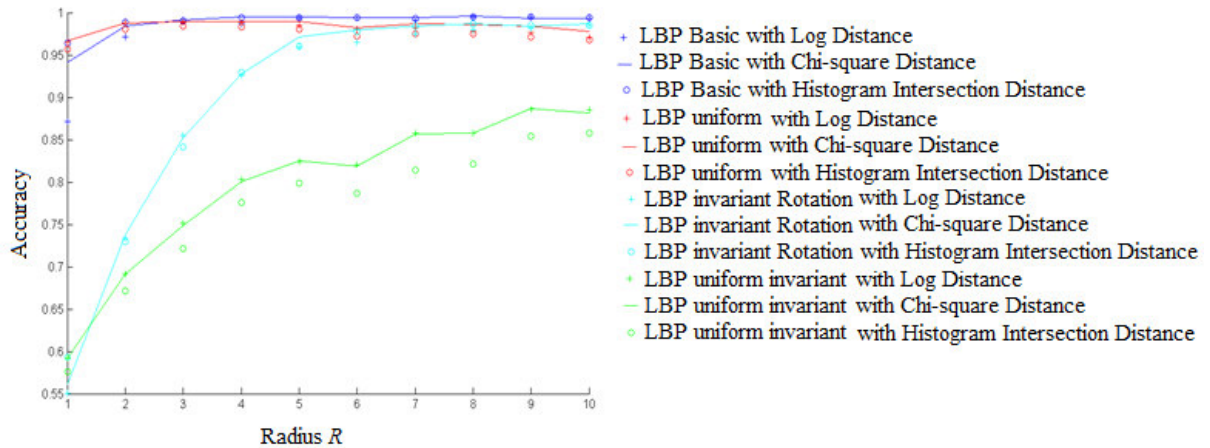 1
0.95
0.9
0.85
0.8
0.75
0.7
0.65
0.6
0.55
Accuracy
1 2 3 4 5 6 7 8 9 10
Radius R
LBP Basic with Log Distance
LBP Basic with Chi-square Distance
LBP Basic with Histogram Intersection Distance
LBP uniform with Log Distance
LBP uniform with Chi-square Distance
LBP uniform with Histogram Intersection Distance
LBP invariant Rotation with Log Distance
LBP invariant Rotation with Chi-square Distance
LBP invariant Rotation with Histogram Intersection Distance
LBP uniform invariant with Log Distance
LBP uniform invariant with Chi-square Distance
LBP uniform invariant with Histogram Intersection Distance